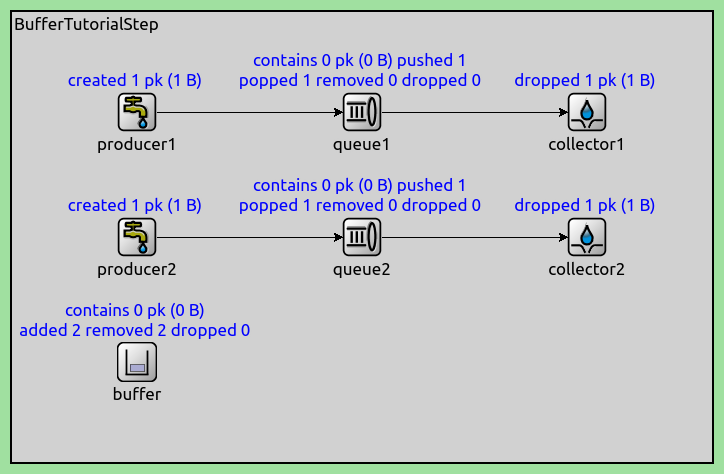 BufferTutorialStep
contains 0 pk (0 B) pushed 1
created 1 pk (1 B) popped 1 removed 0 dropped 0 dropped 1 pk (1 B)
producer1 queue1 collector1
contains 0 pk (0 B) pushed 1
created 1 pk (1 B) popped 1 removed 0 dropped 0 dropped 1 pk (1 B)
producer2 queue2 collector2
contains 0 pk (0 B)
added 2 removed 2 dropped 0
buffer